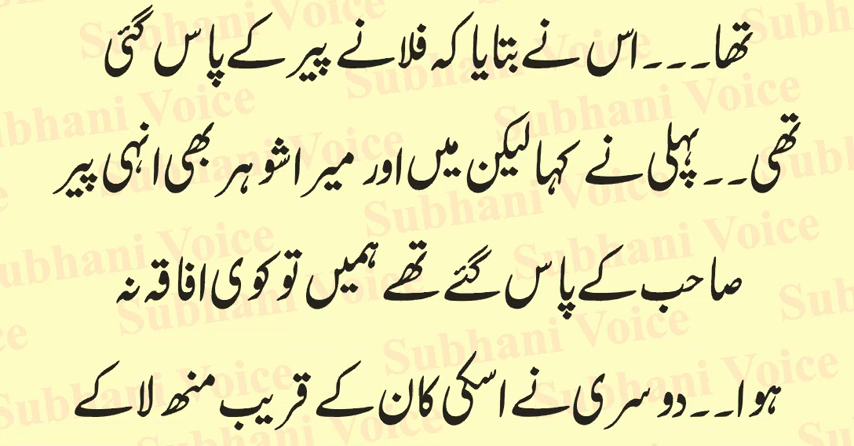 تھا۔۔۔اس نے بتایا کہ فلانے پیر کے پاس گئی
تھی۔۔پہلی نے کہا لیکن میں اور میرا شوہر بھی انہی پیر
صاحب کے پاس گئے تھے ہمیں تو کوی افاقہ نہ
ہوا۔۔دوسری نے اسکی کان کے قریب منھ لا کے
Subhani Voice